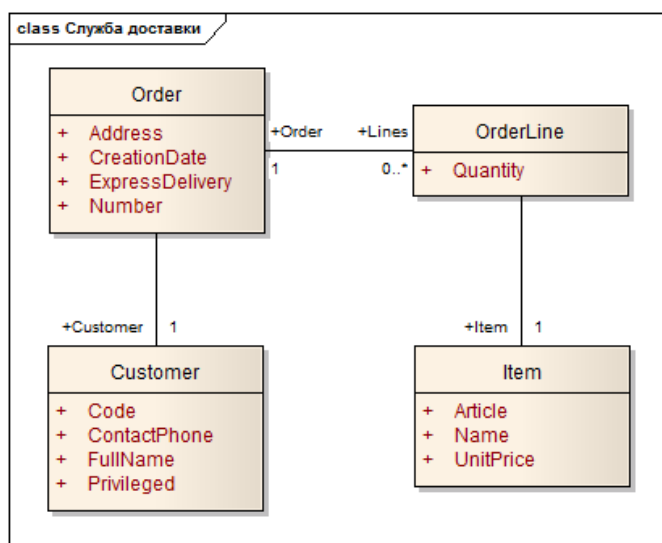 class Служба доставки
Order
+ Address
+ CreationDate
+ ExpressDelivery
+ Number
+Order
+Lines
1
0..*
OrderLine
+ Quantity
+Customer
1
+Item
1
Customer
+ Code
+ ContactPhone
+ FullName
+ Privileged
Item
+ Article
+ Name
+ UnitPrice